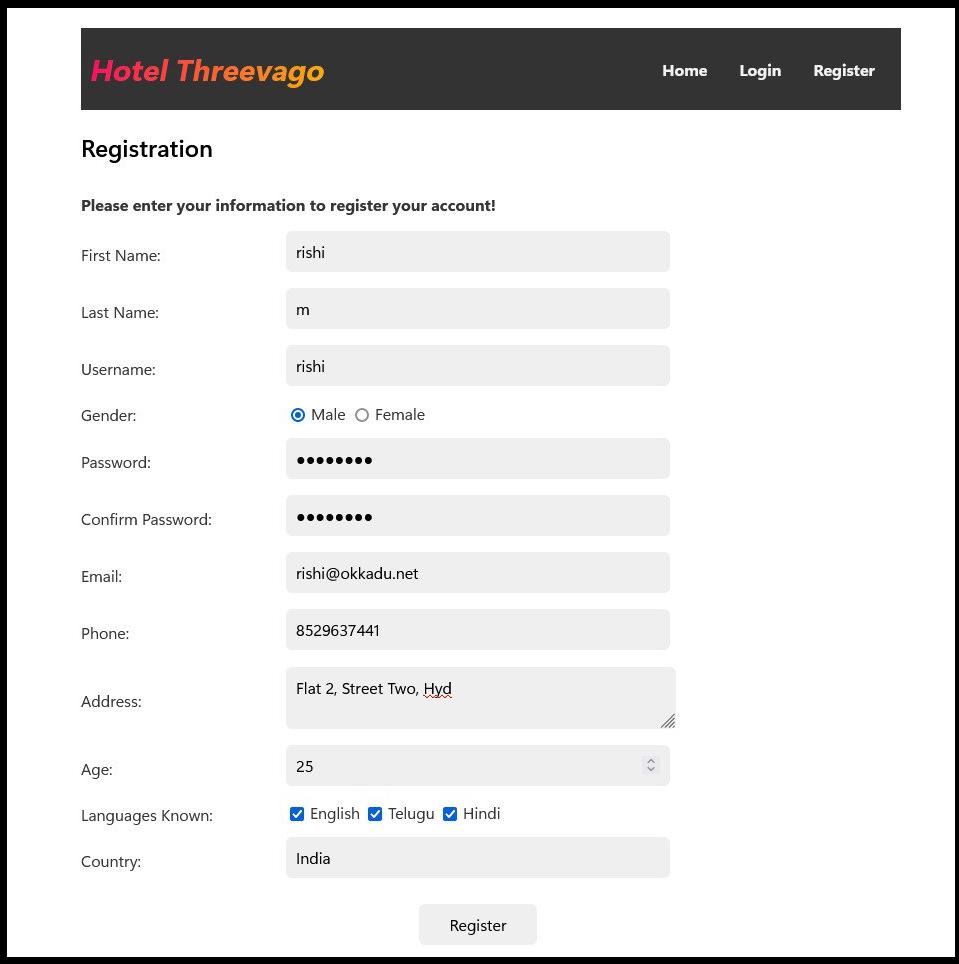 Hotel Threevago Home Login Register
Registration
Please enter your information to register your account!
First Name: rishi
Last Name: m
Username: rishi
Gender: Male Female
Password: ••••••••
Confirm Password: ••••••••
Email: rishi@okkadu.net
Phone: 8529637441
Address: Flat 2, Street Two, Hyd
Age: 25
Languages Known: English Telugu Hindi
Country: India
Register